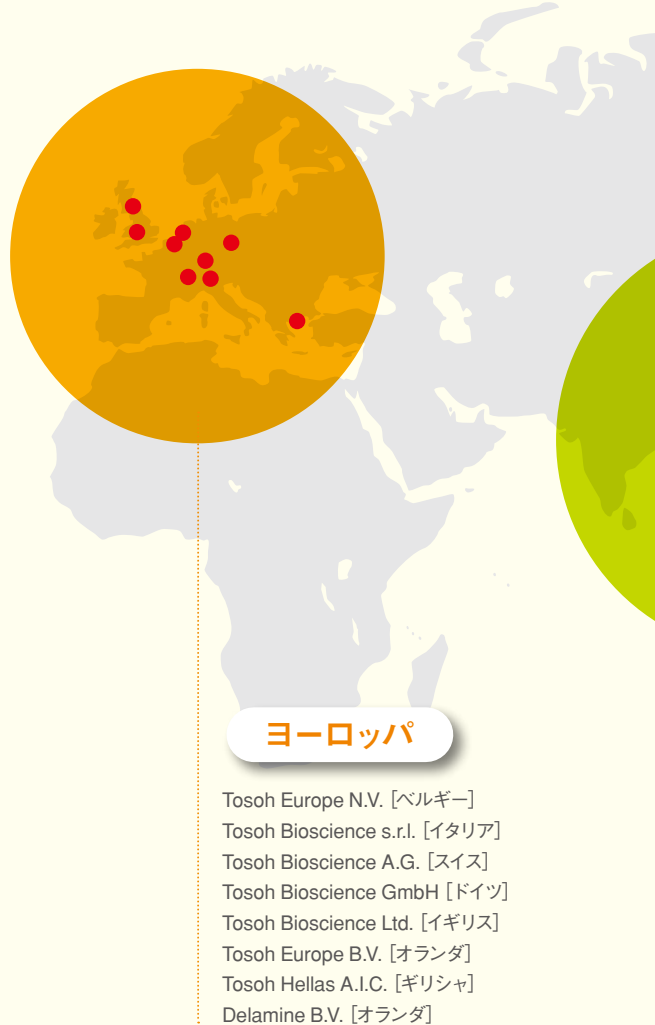 ヨーロッパ
Tosoh Europe N.V. [ベルギー]
Tosoh Bioscience s.r.l. [イタリア]
Tosoh Bioscience A.G. [スイス]
Tosoh Bioscience GmbH [ドイツ]
Tosoh Bioscience Ltd. [イギリス]
Tosoh Europe B.V. [オランダ]
Tosoh Hellas A.I.C. [ギリシャ]
Delamine B.V. [オランダ]